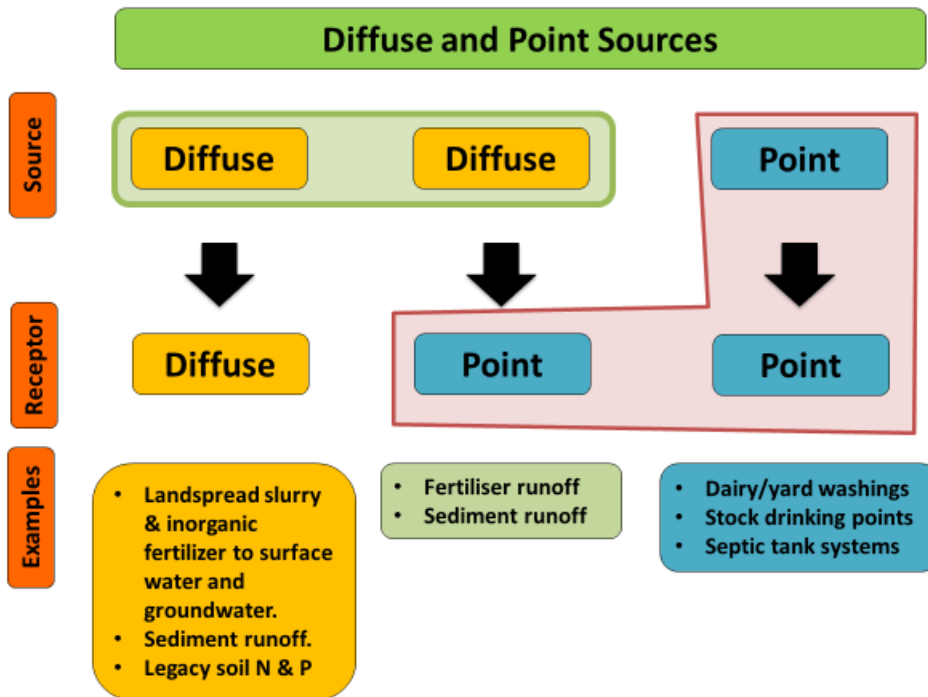 Diffuse and Point Sources
Source
Diffuse
Diffuse
Point
Receptor
Diffuse
Point
Point
Examples
• Landspread slurry
& inorganic
fertilizer to surface
water and
groundwater.
• Sediment runoff.
• Legacy soil N & P
• Fertiliser runoff
• Sediment runoff
• Dairy/yard washings
• Stock drinking points
• Septic tank systems